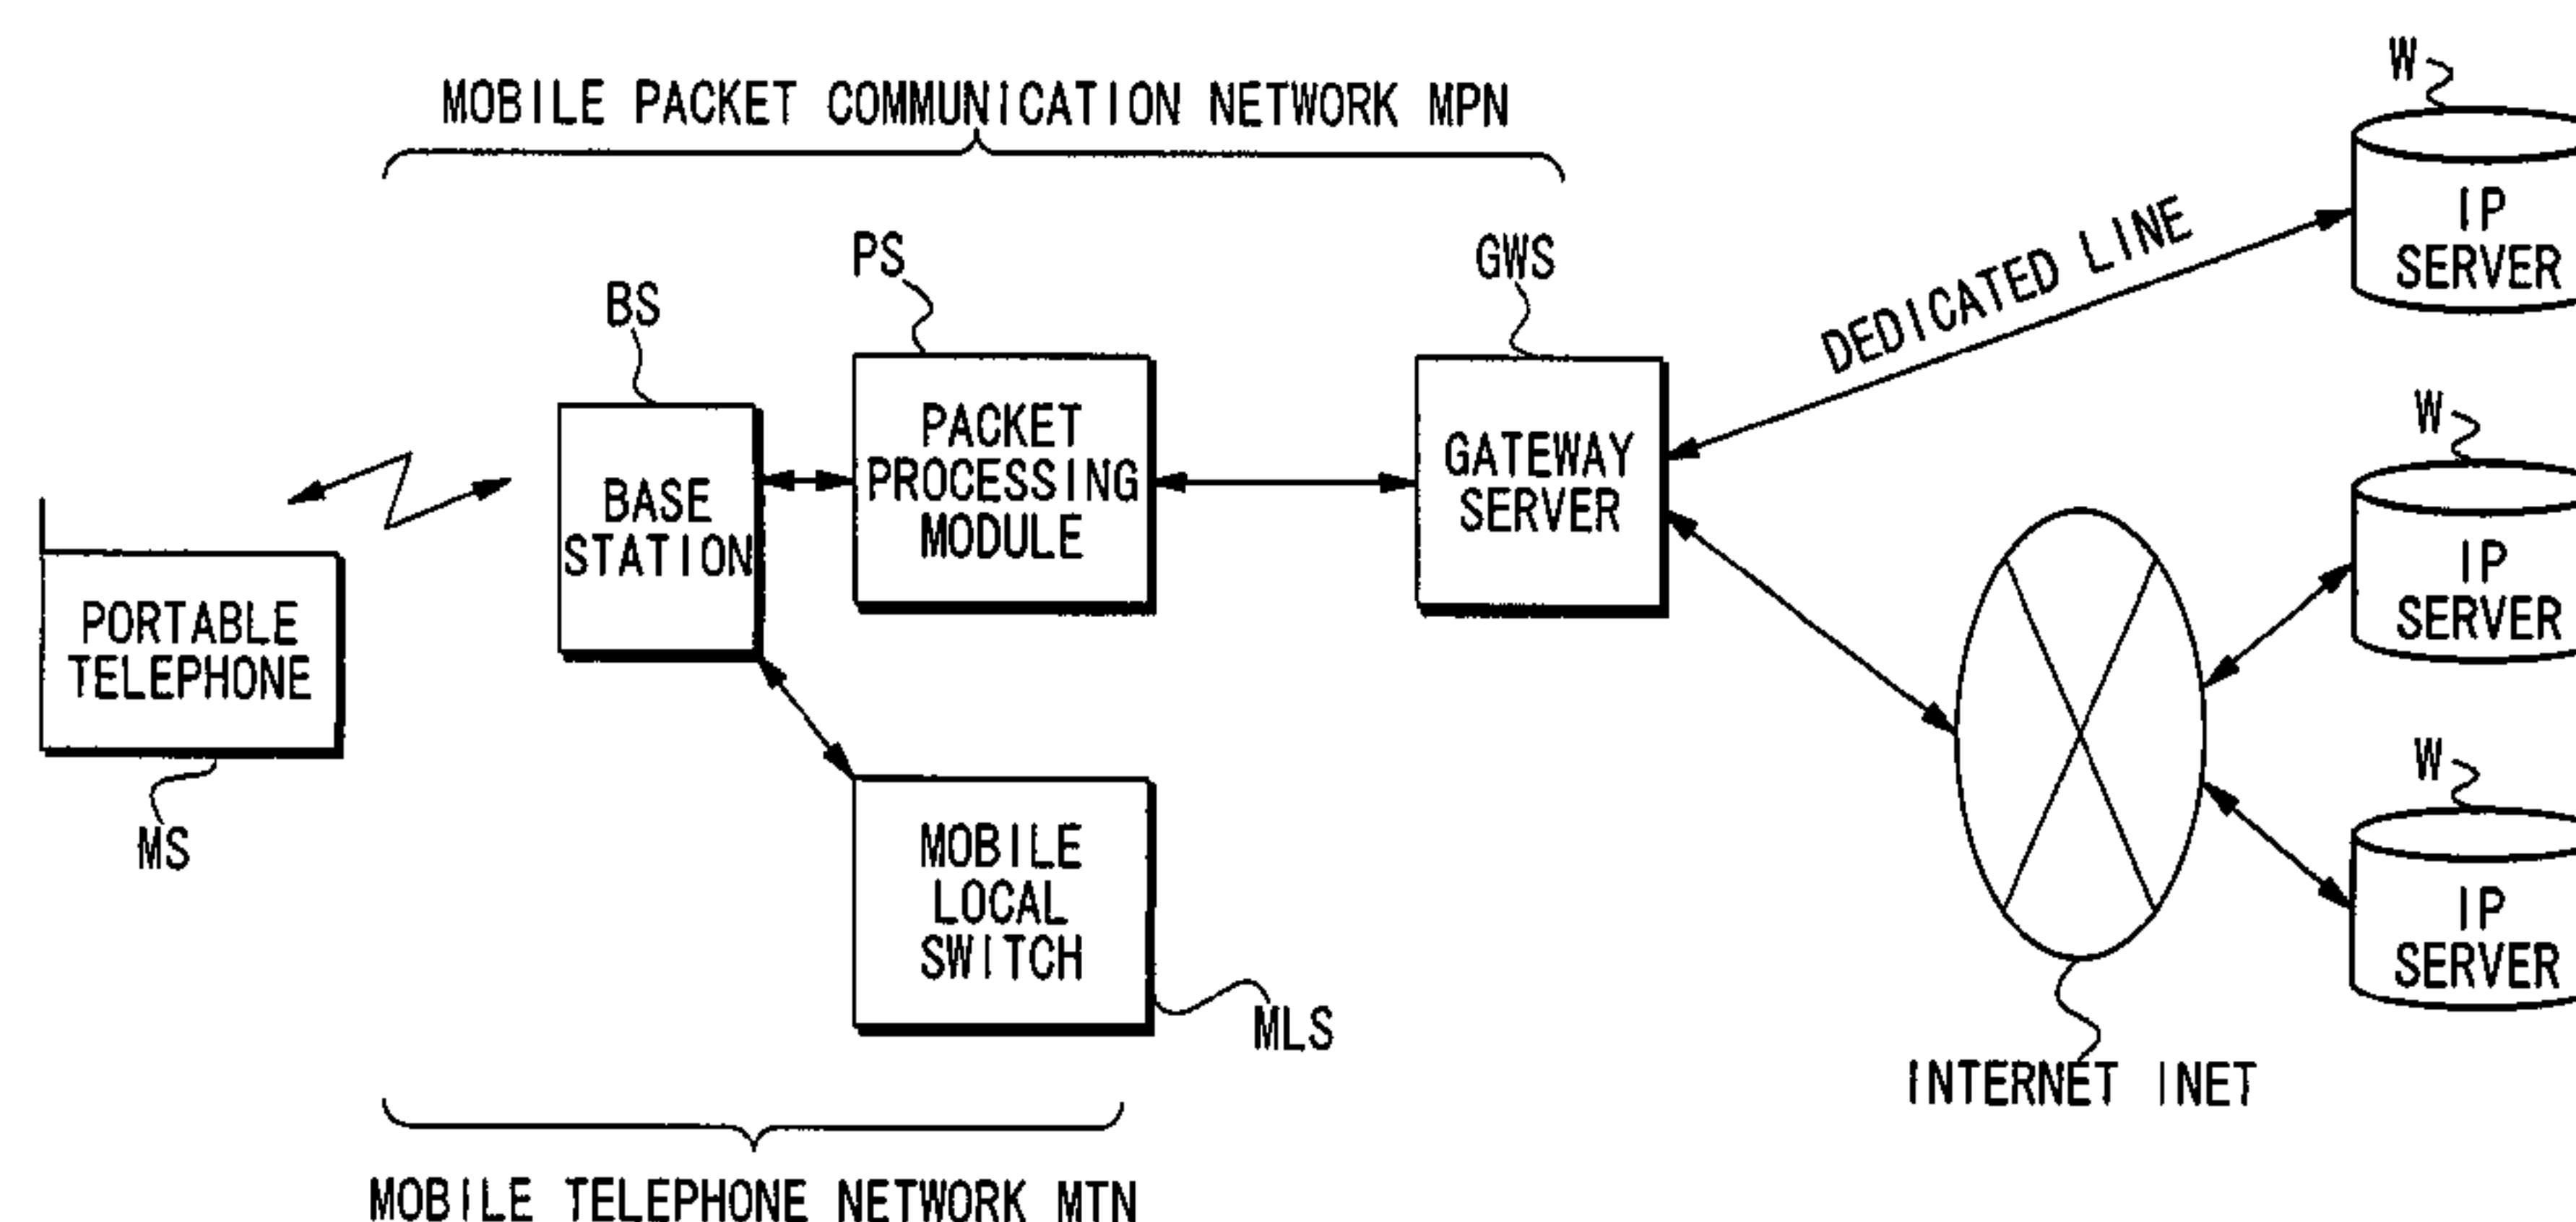 MOBILE PACKET COMMUNICATION NETWORK MPN
W
IP
SERVER
DEDICATED LINE
PS
GWS
BS
PACKET
PROCESSING
MODULE
GATEWAY
SERVER
BASE
STATION
W
IP
SERVER
PORTABLE
TELEPHONE
MS
MOBILE
LOCAL
SWITCH
MLS
W
IP
SERVER
INTERNET INET
MOBILE TELEPHONE NETWORK MTN